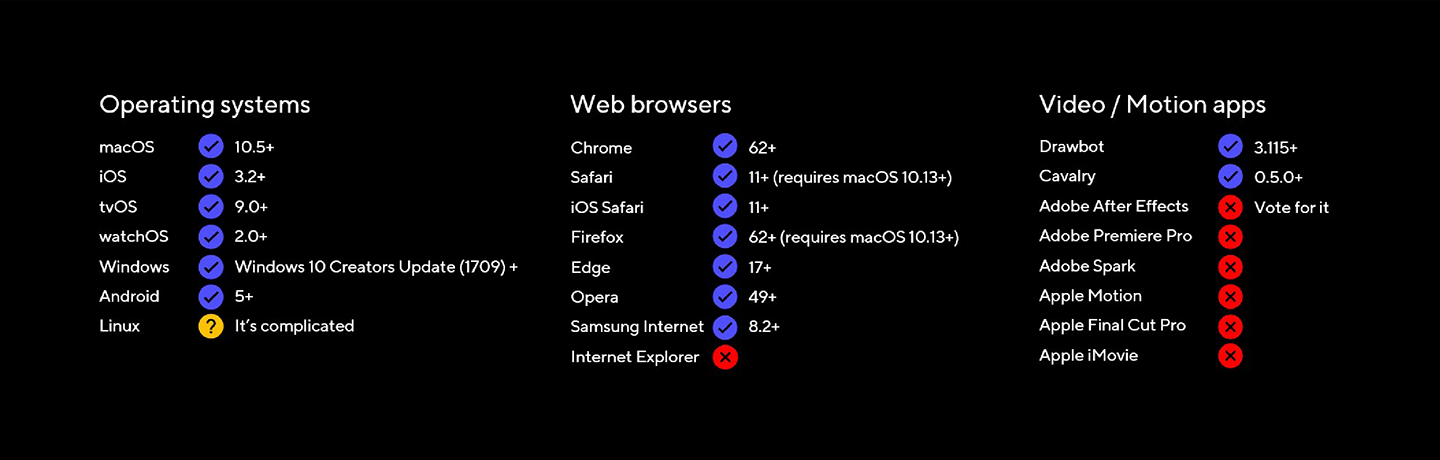 Operating systems
macOS 10.5+
iOS 3.2+
tvOS 9.0+
watchOS 2.0+
Windows Windows 10 Creators Update (1709) +
Android 5+
Linux ? It's complicated
Web browsers
Chrome 62+
Safari 11+ (requires macOS 10.13+)
iOS Safari 11+
Firefox 62+ (requires macOS 10.13+)
Edge 17+
Opera 49+
Samsung Internet 8.2+
Internet Explorer
Video / Motion apps
Drawbot 3.115+
Cavalry 0.5.0+
Adobe After Effects Vote for it
Adobe Premiere Pro
Adobe Spark
Apple Motion
Apple Final Cut Pro
Apple iMovie